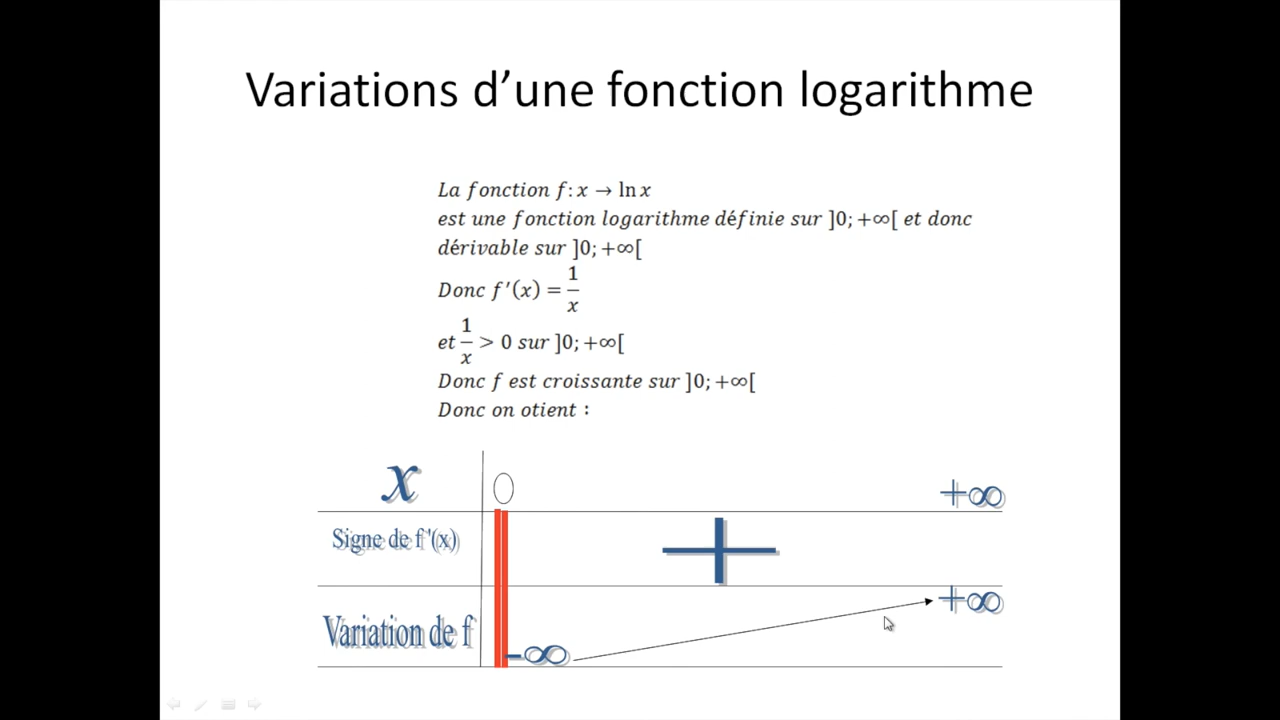 Variations d’une fonction logarithme
La fonction f: x → ln x
est une fonction logarithme définie sur ]0; +∞[ et donc
dérivable sur ]0; +∞[
Donc f′(x) = 1/x
et 1/x > 0 sur ]0; +∞[
Donc f est croissante sur ]0; +∞[
Donc on otient :
x 0 +∞
Signe de f '(x) +
Variation de f -∞ +∞